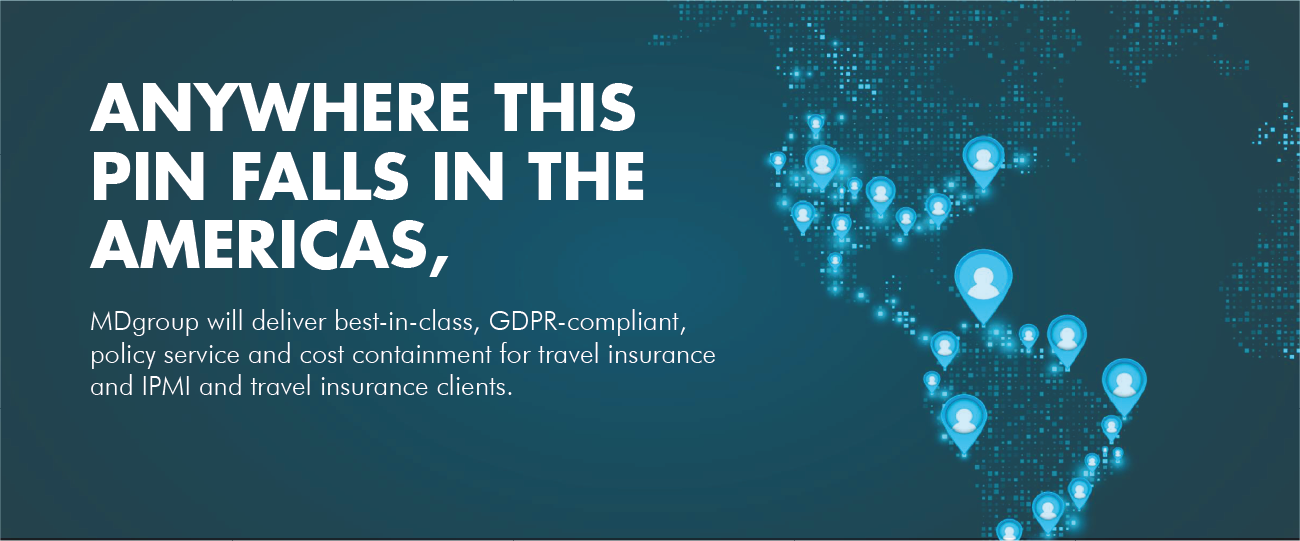 ANYWHERE THIS
PIN FALLS IN THE
AMERICAS,
MDgroup will deliver best-in-class, GDPR-compliant,
policy service and cost containment for travel insurance
and IPMI and travel insurance clients.